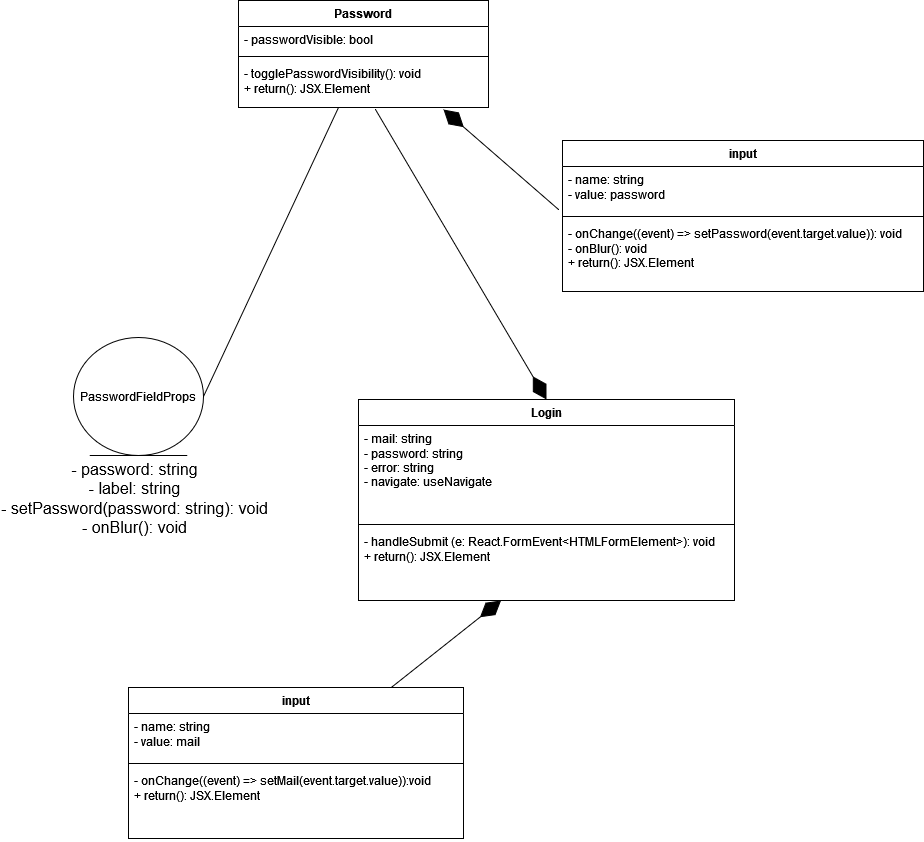 Password
- passwordVisible: bool
- togglePasswordVisibility(): void
+ return(): JSX.Element
input
- name: string
- value: password
- onChange((event) => setPassword(event.target.value)): void
- onBlur(): void
+ return(): JSX.Element
PasswordFieldProps
- password: string
- label: string
- setPassword(password: string): void
- onBlur(): void
Login
- mail: string
- password: string
- error: string
- navigate: useNavigate
- handleSubmit (e: React.FormEvent<HTMLFormElement>): void
+ return(): JSX.Element
input
- name: string
- value: mail
- onChange((event) => setMail(event.target.value)):void
+ return(): JSX.Element